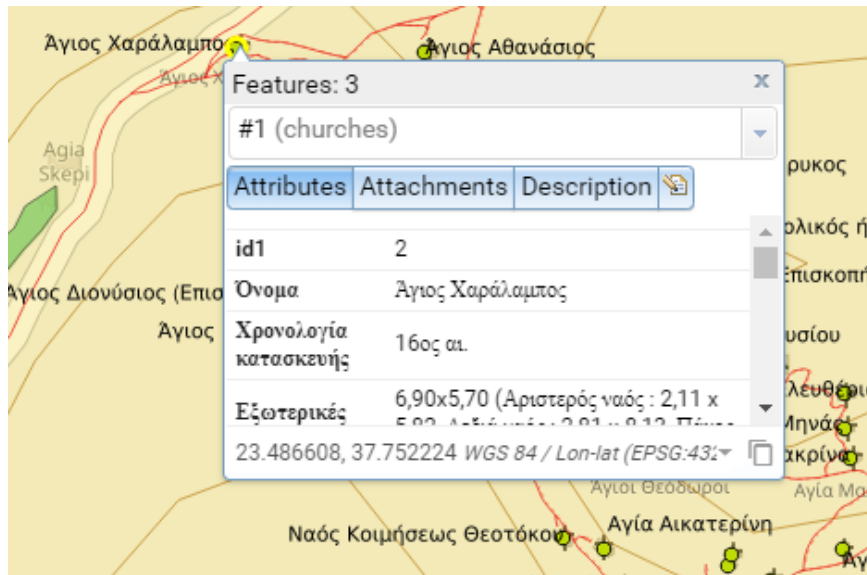 Άγιος Χαράλαμπο
Άγιος Αθανάσιος
Άγιος Χ
Features: 3
x
#1 (churches)
Agia
Skepi
ρυκος
Attributes Attachments Description
ολικός ή
id1 2
Επισκοπή
Άγιος Διονύσιος (Επισ
Όνομα Άγιος Χαράλαμπος
Άγιος
Χρονολογία
κατασκευής
16ος αι.
υσίου
Εξωτερικές
6,90x5,70 (Αριστερός ναός : 2,11 x
Μηνάς
ακρίνα
23.486608, 37.752224 WGS 84 / Lon-lat (EPSG:432
Άγιοι Θεόδωροι
Αγία Μα
Ναός Κοιμήσεως Θεοτόκου
Αγία Αικατερίνη